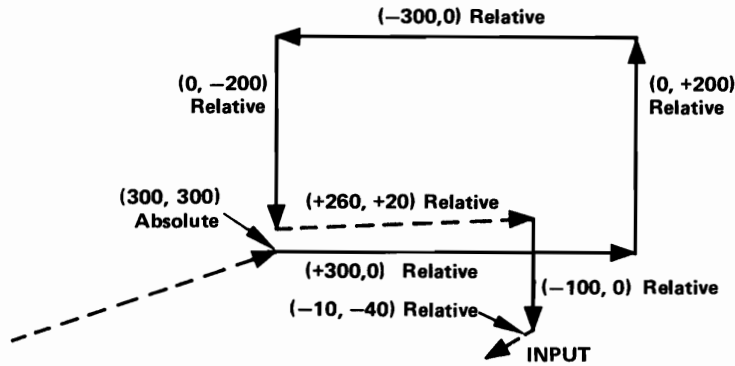 (−300,0) Relative
(0, −200)
Relative
(0, +200)
Relative
(300, 300)
Absolute
(+260, +20) Relative
(+300,0) Relative
(−100, 0) Relative
(−10, −40) Relative
INPUT